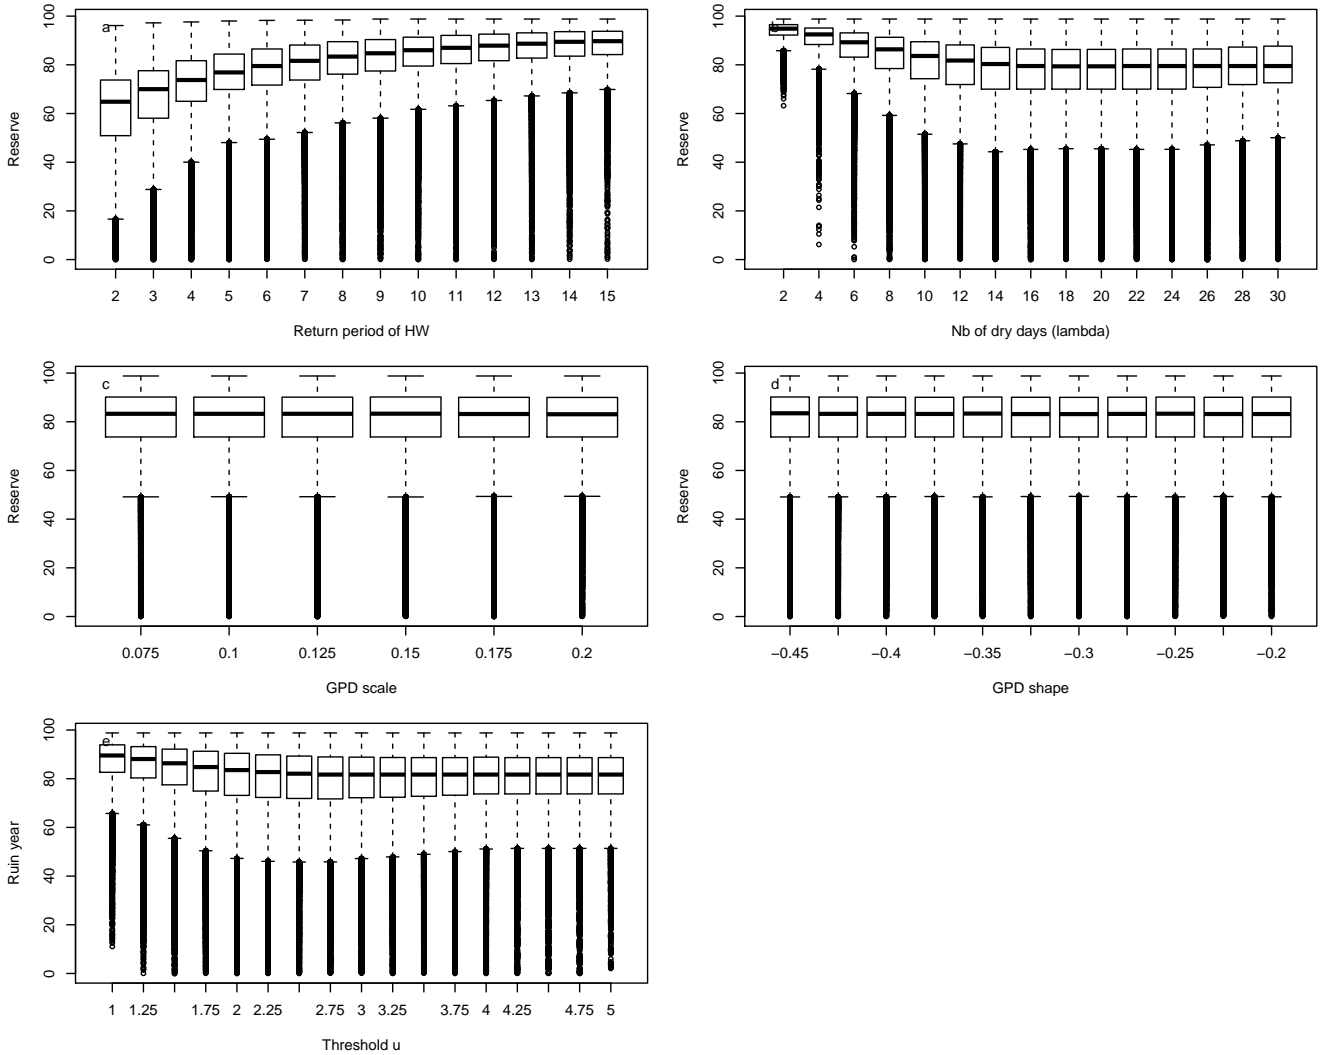 a
Reserve
0 20 40 60 80 100
2 3 4 5 6 7 8 9 10 11 12 13 14 15
Return period of HW
b
Reserve
0 20 40 60 80 100
2 4 6 8 10 12 14 16 18 20 22 24 26 28 30
Nb of dry days (lambda)
c
Reserve
0 20 40 60 80 100
0.075 0.1 0.125 0.15 0.175 0.2
GPD scale
d
Reserve
0 20 40 60 80 100
−0.45 −0.4 −0.35 −0.3 −0.25 −0.2
GPD shape
e
Ruin year
0 20 40 60 80 100
1 1.25 1.75 2 2.25 2.75 3 3.25 3.75 4 4.25 4.75 5
Threshold u